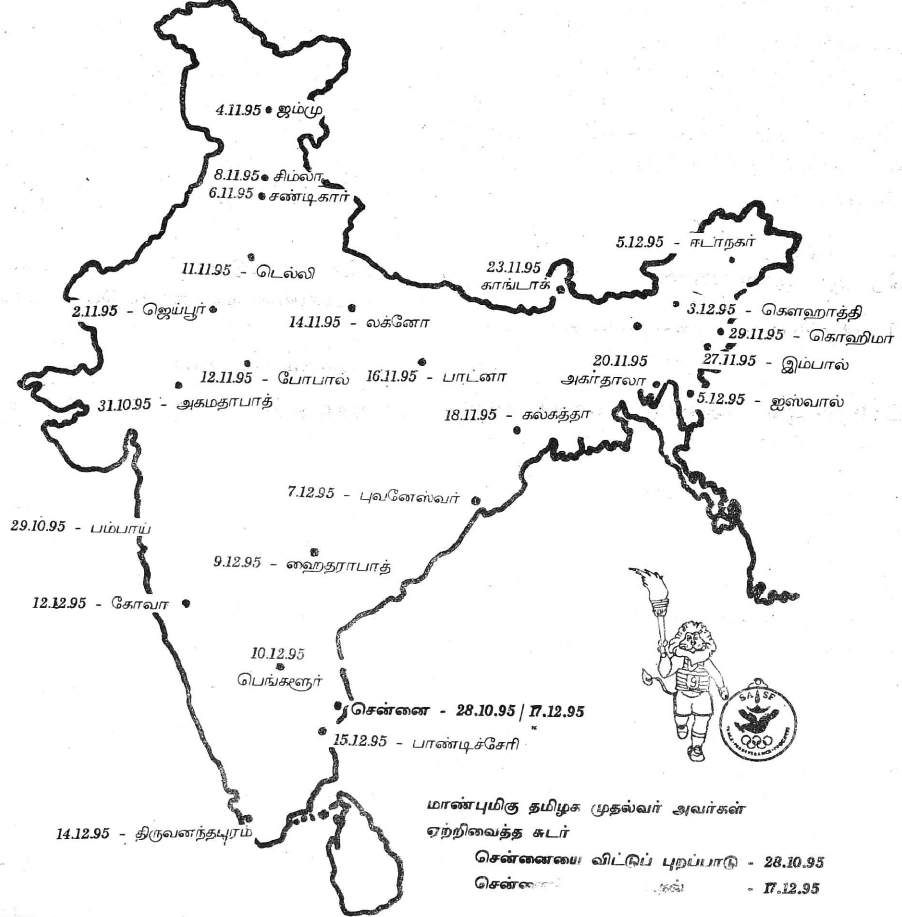 4.11.95 ஜம்மு
8.11.95 சிம்லா
6.11.95 சண்டிகார்
5.12.95 - ஈடாநகர்
11.11.95 - டெல்லி
23.11.95
காங்டாக்
2.11.95 - ஜெய்பூர்
3.12.95 - கௌஹாத்தி
14.11.95 - லக்னோ
29.11.95 - கொஹிமா
20.11.95
அகர்தாலா
27.11.95 - இம்பால்
12.11.95 - போபால்
16.11.95 - பாட்னா
31.10.95 - அகமதாபாத்
5.12.95 - ஐஸ்வால்
18.11.95 - கல்கத்தா
7.12.95 - புவனேஸ்வர்
29.10.95 - பம்பாய்
9.12.95 - ஹைதராபாத்
12.12.95 - கோவா
10.12.95
பெங்களூர்
9
SAF
சென்னை - 28.10.95 / 17.12.95
15.12.95 - பாண்டிச்சேரி
14.12.95 - திருவனந்தபுரம்
மாண்புமிகு தமிழக முதல்வர் அவர்கள்
ஏற்றிவைத்த சுடர்
சென்னையை விட்டுப் புறப்பாடு - 28.10.95
- 17.12.95